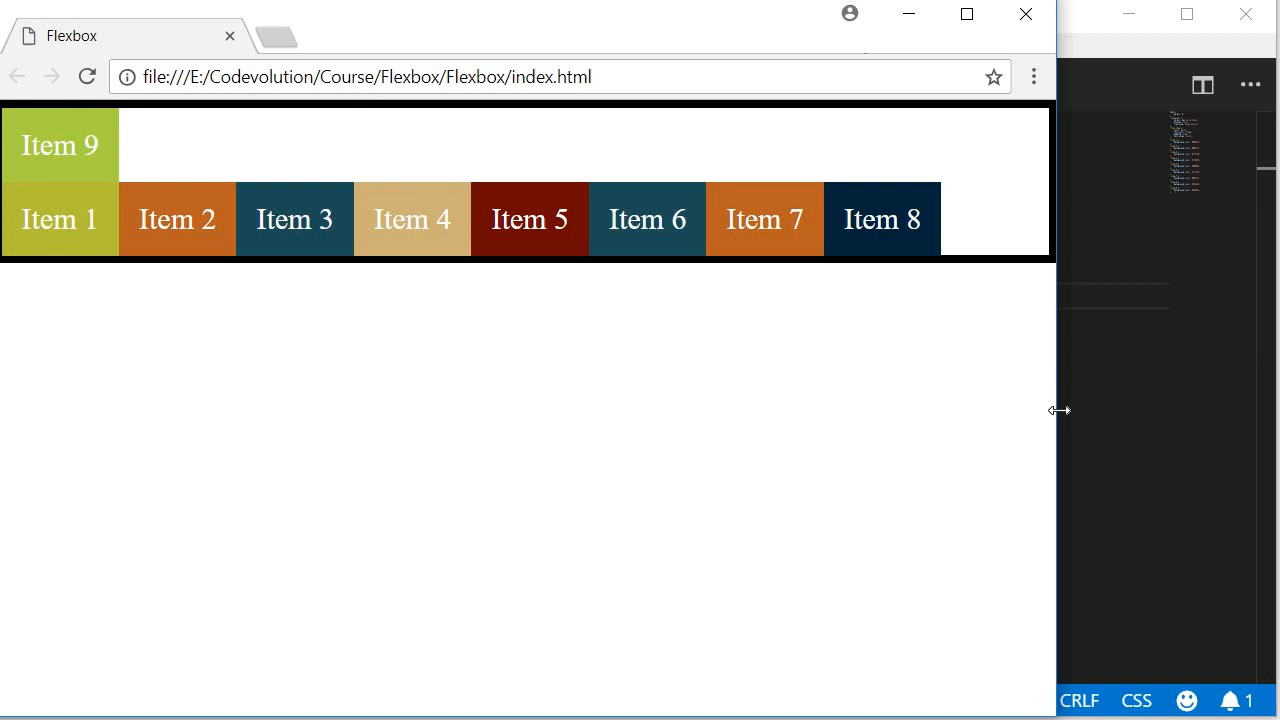 Flexbox
file:///E:/Codevolution/Course/Flexbox/Flexbox/index.html
Item 9
Item 1 Item 2 Item 3 Item 4 Item 5 Item 6 Item 7 Item 8
CRLF CSS 1